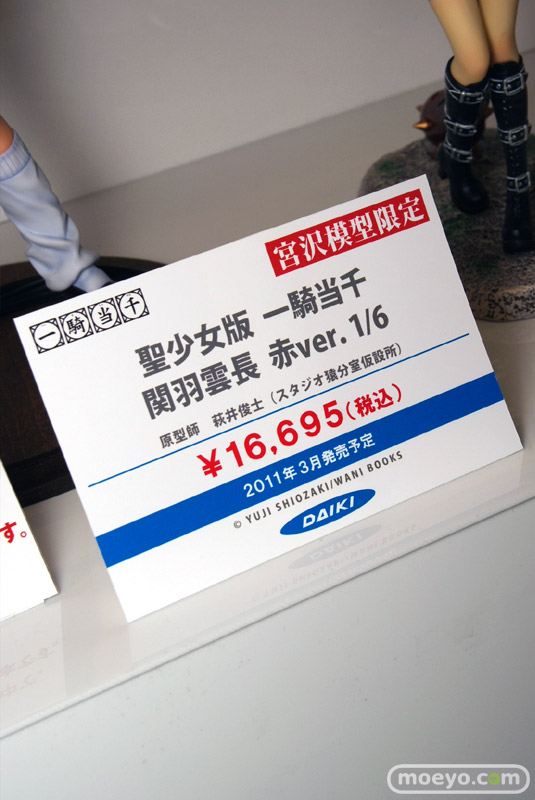 宮沢模型限定
一騎当千
聖少女版 一騎当千
関羽雲長 赤ver. 1/6
原型師 萩井俊士（スタジオ猿分室仮設所）
¥16,695(税込)
2011年3月発売予定
© YUJI SHIOZAKI/WANI BOOKS
DAIKI
す。
moeyo.com